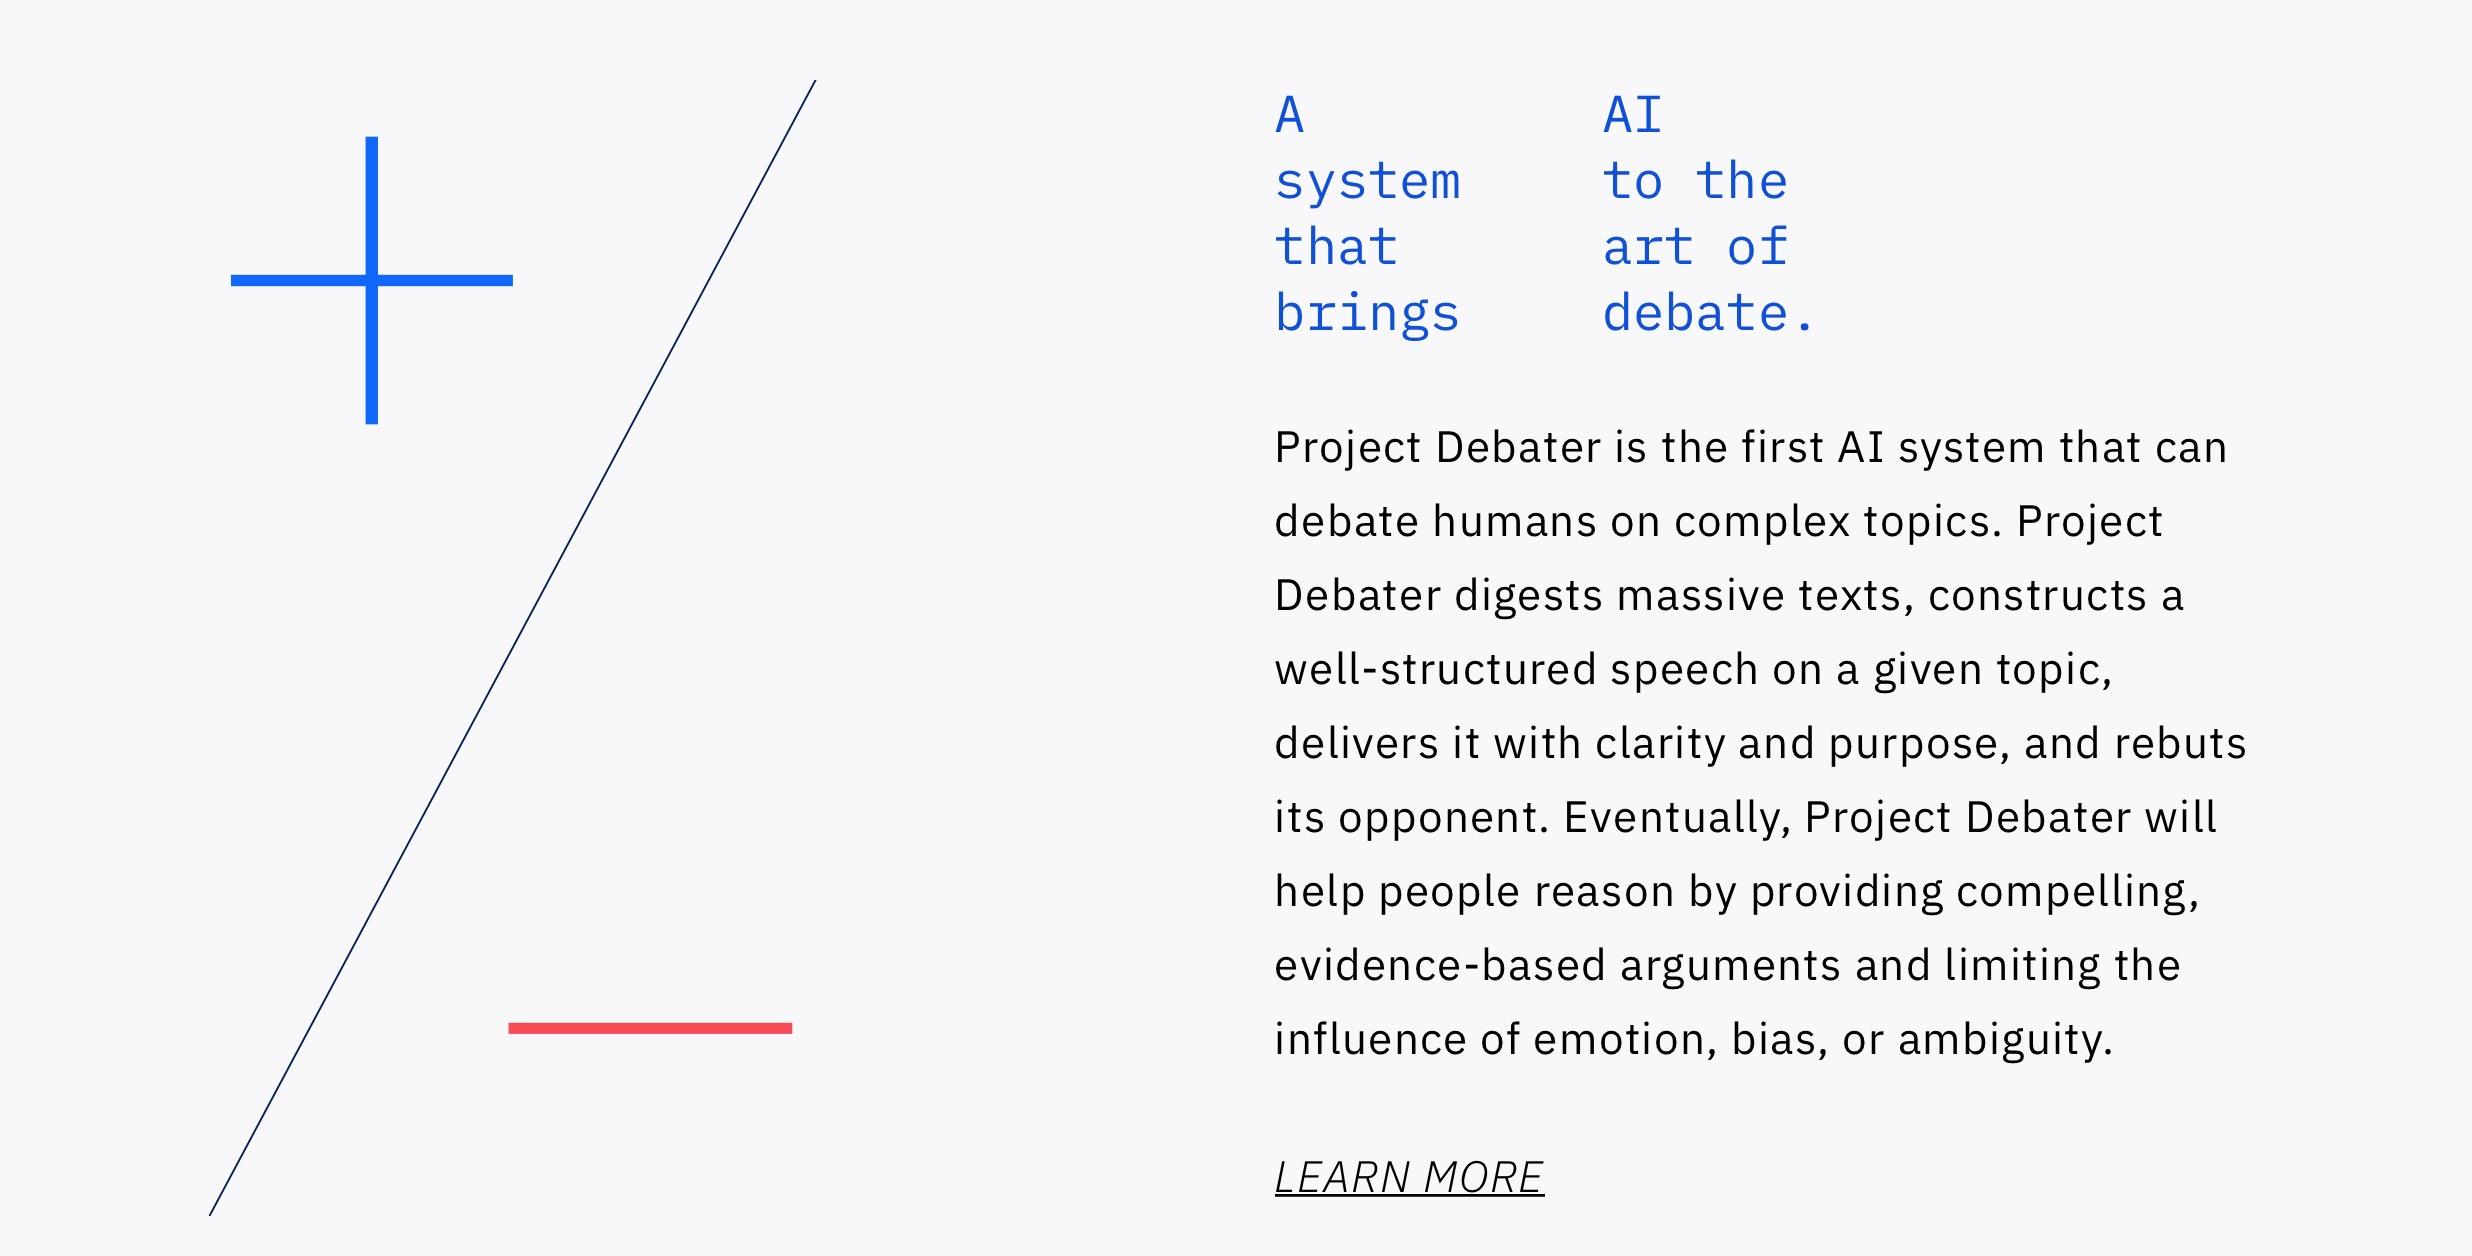 A
system
that
brings
AI
to the
art of
debate.
Project Debater is the first AI system that can
debate humans on complex topics. Project
Debater digests massive texts, constructs a
well-structured speech on a given topic,
delivers it with clarity and purpose, and rebuts
its opponent. Eventually, Project Debater will
help people reason by providing compelling,
evidence-based arguments and limiting the
influence of emotion, bias, or ambiguity.
LEARN MORE